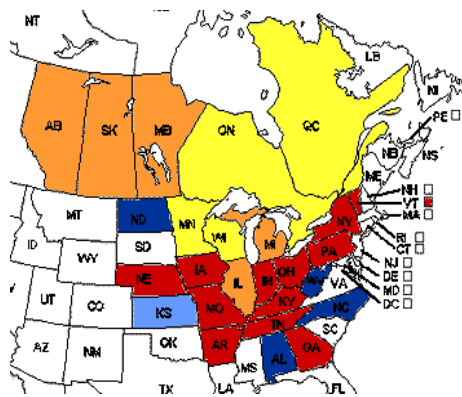 NT
LB
AB
SK
MB
ON
QC
NI
PE
NB
NS
ME
NH
VT
MA
RI
CT
NJ
DE
MD
DC
MT
ND
MN
WI
MI
NY
ID
WY
SD
IA
PA
NE
IL
IN
OH
WV
VA
UT
CO
KS
MO
KY
NC
AZ
NM
OK
AR
TN
SC
MS
AL
GA
TX
LA
FL